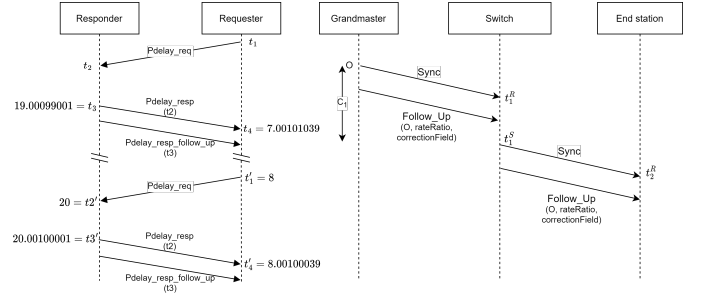 Responder
Requester
Grandmaster
Switch
End station
t₁
Pdelay_req
t₂
Pdelay_resp
(t2)
19.00099001 = t₃
t₄ = 7.00101039
Pdelay_resp_follow_up
(t3)
t′₁ = 8
Pdelay_req
20 = t2′
Pdelay_resp
(t2)
20.00100001 = t3′
t′₄ = 8.00100039
Pdelay_resp_follow_up
(t3)
O
Sync
t₁ᴿ
C₁
Follow_Up
(O, rateRatio,
correctionField)
t₁ˢ
Sync
t₂ᴿ
Follow_Up
(O, rateRatio,
correctionField)